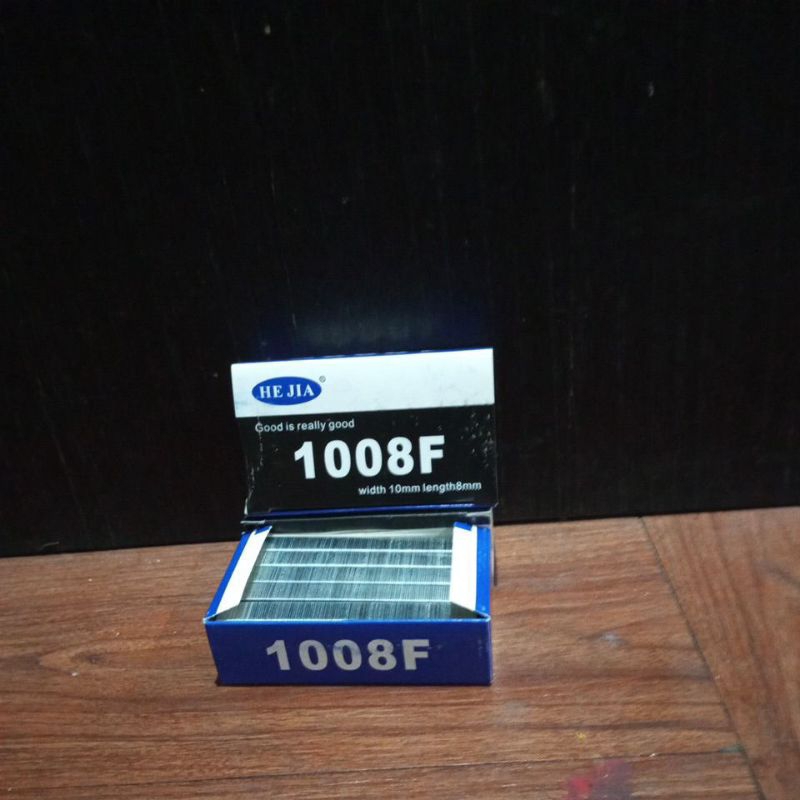 HE JIA ®
Good is really good
1008F
width 10mm length8mm
1008F